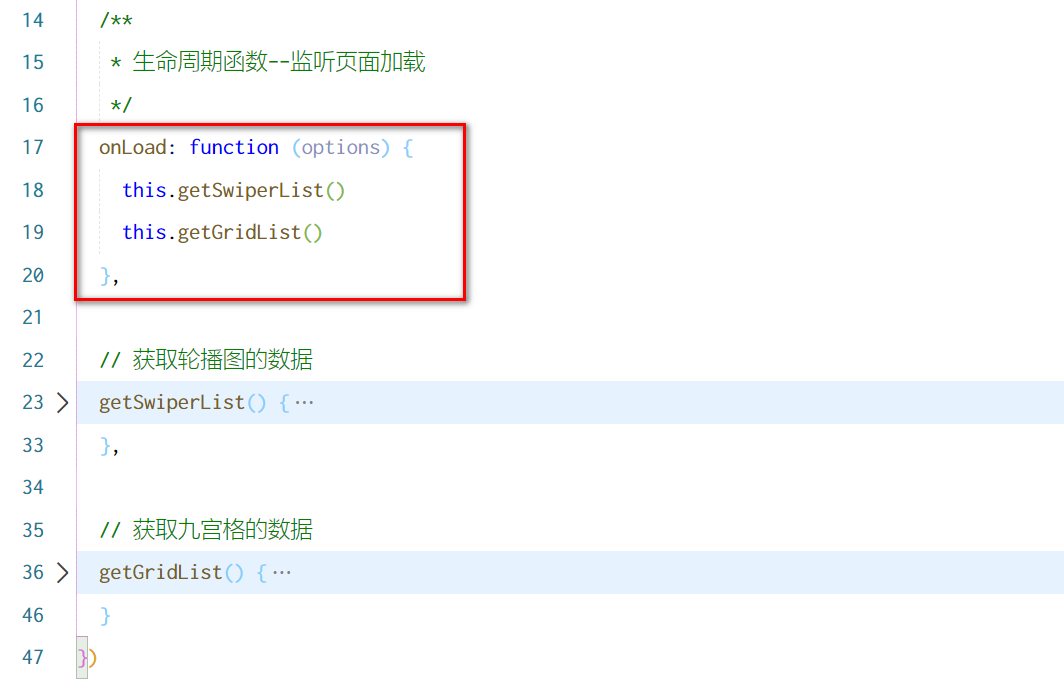 14 /**
15 * 生命周期函数--监听页面加载
16 */
17 onLoad: function (options) {
18 this.getSwiperList()
19 this.getGridList()
20 },
21
22 // 获取轮播图的数据
23 getSwiperList() {⋯
33 },
34
35 // 获取九宫格的数据
36 getGridList() {⋯
46 }
47 })